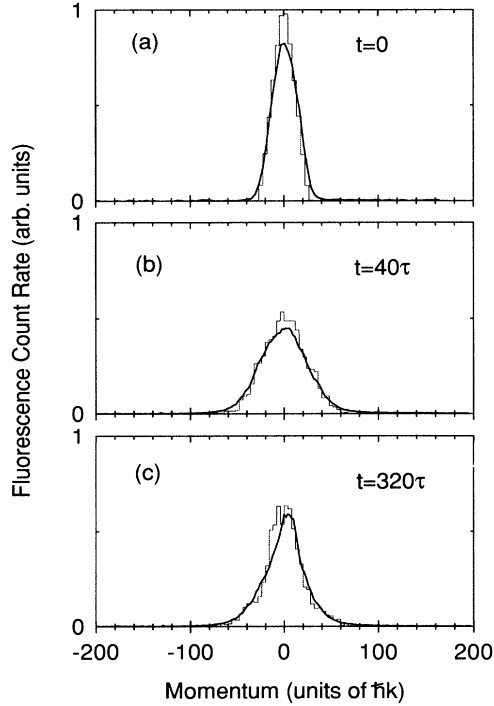 1
(a)
t=0
0
1
(b)
t=40τ
0
1
(c)
t=320τ
0
-200
-100
0
100
200
Fluorescence Count Rate (arb. units)
Momentum (units of ħk)